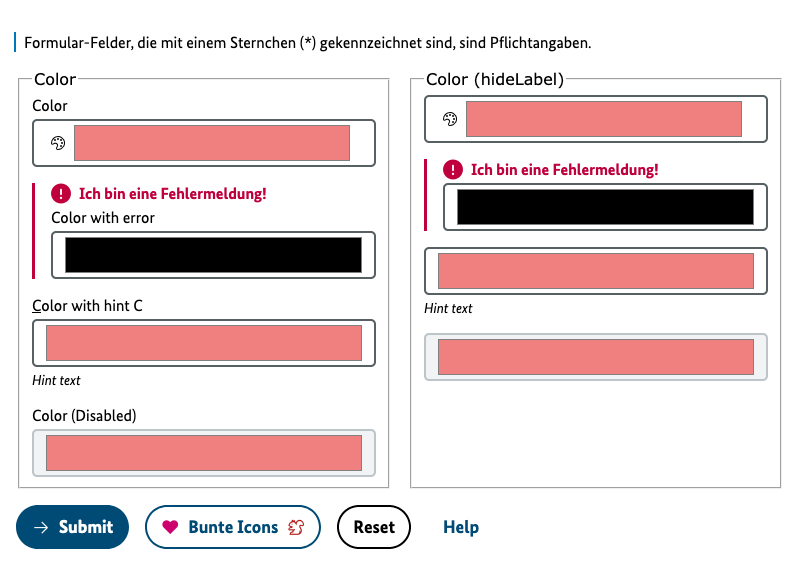 Formular-Felder, die mit einem Sternchen (*) gekennzeichnet sind, sind Pflichtangaben.
Color
Color
Ich bin eine Fehlermeldung!
Color with error
Color with hint C
Hint text
Color (Disabled)
Color (hideLabel)
Ich bin eine Fehlermeldung!
Hint text
Submit
Bunte Icons
Reset
Help